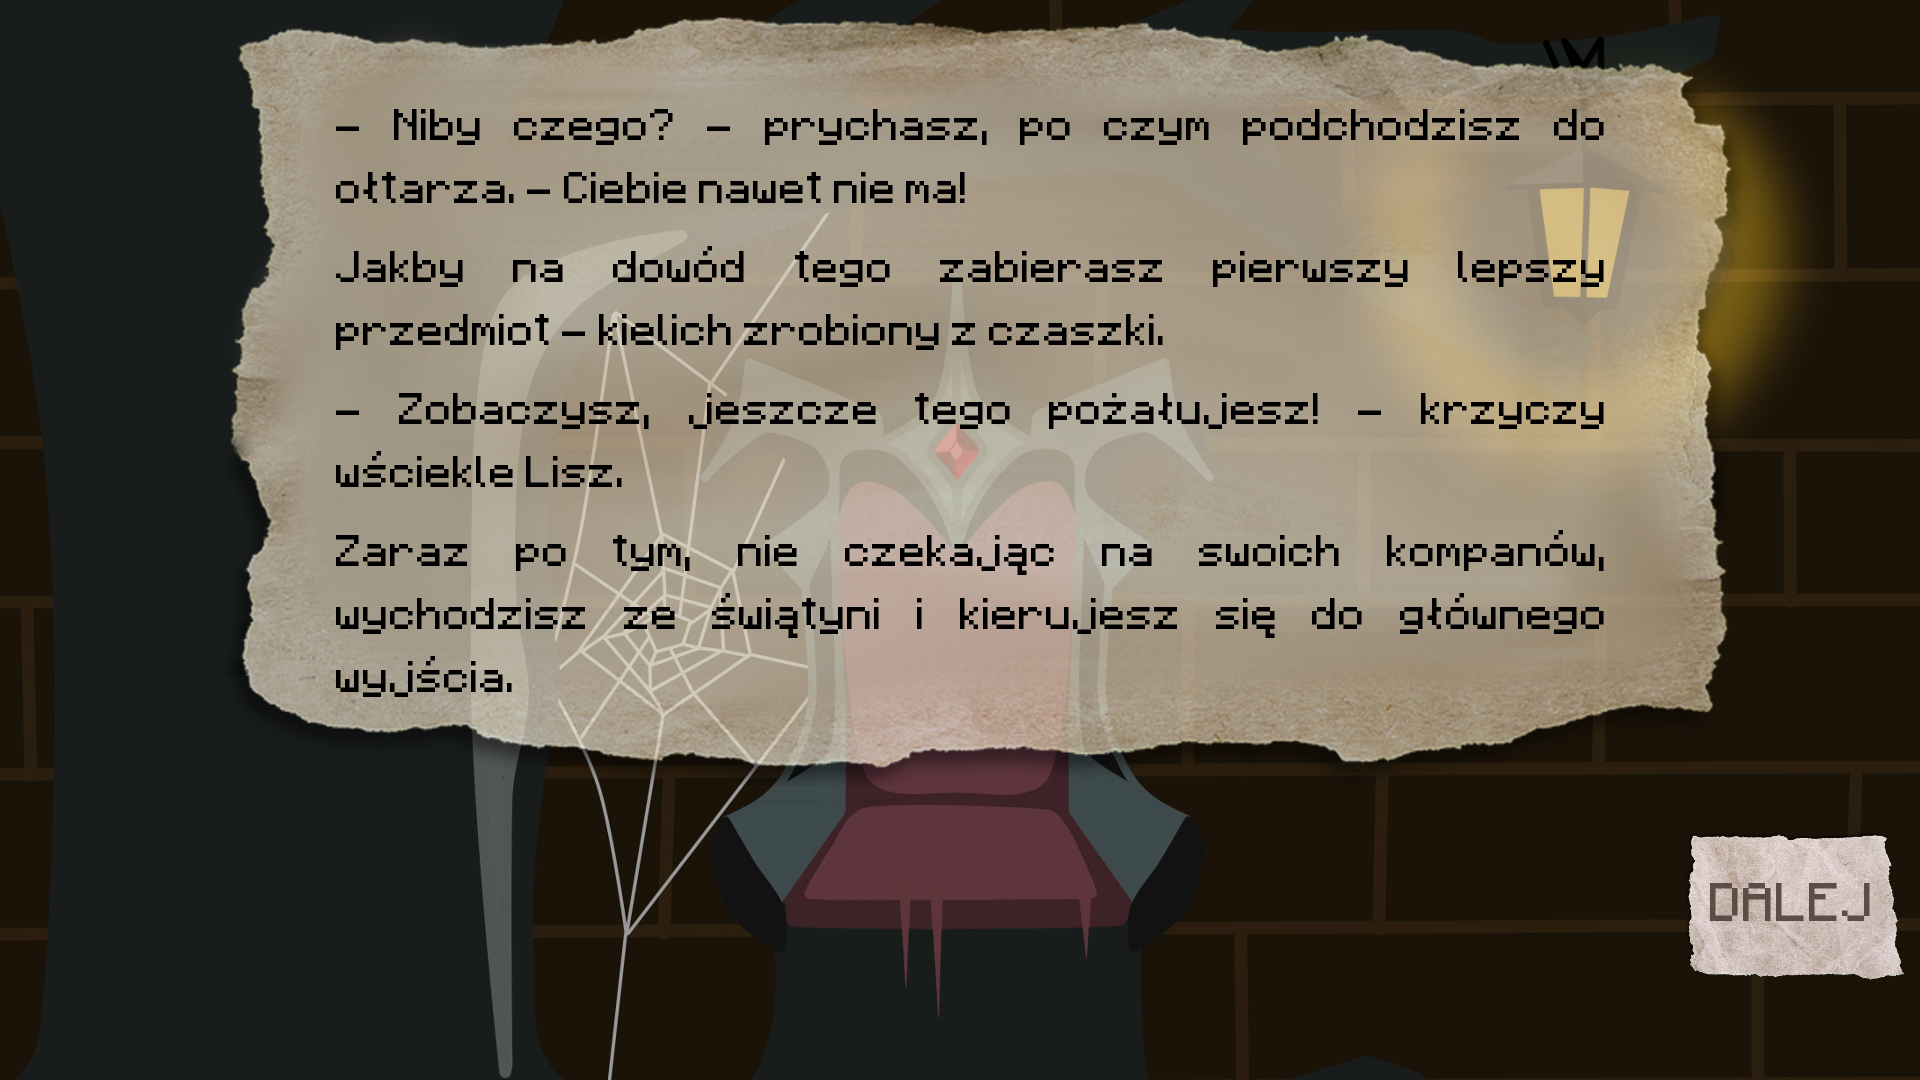 – Niby czego? – prychasz, po czym podchodzisz do
ołtarza. – Ciebie nawet nie ma!
Jakby na dowód tego zabierasz pierwszy lepszy
przedmiot – kielich zrobiony z czaszki.
– Zobaczysz, jeszcze tego pożałujesz! – krzyczy
wściekle Lisz.
Zaraz po tym, nie czekając na swoich kompanów,
wychodzisz ze świątyni i kierujesz się do głównego
wyjścia.
DALEJ